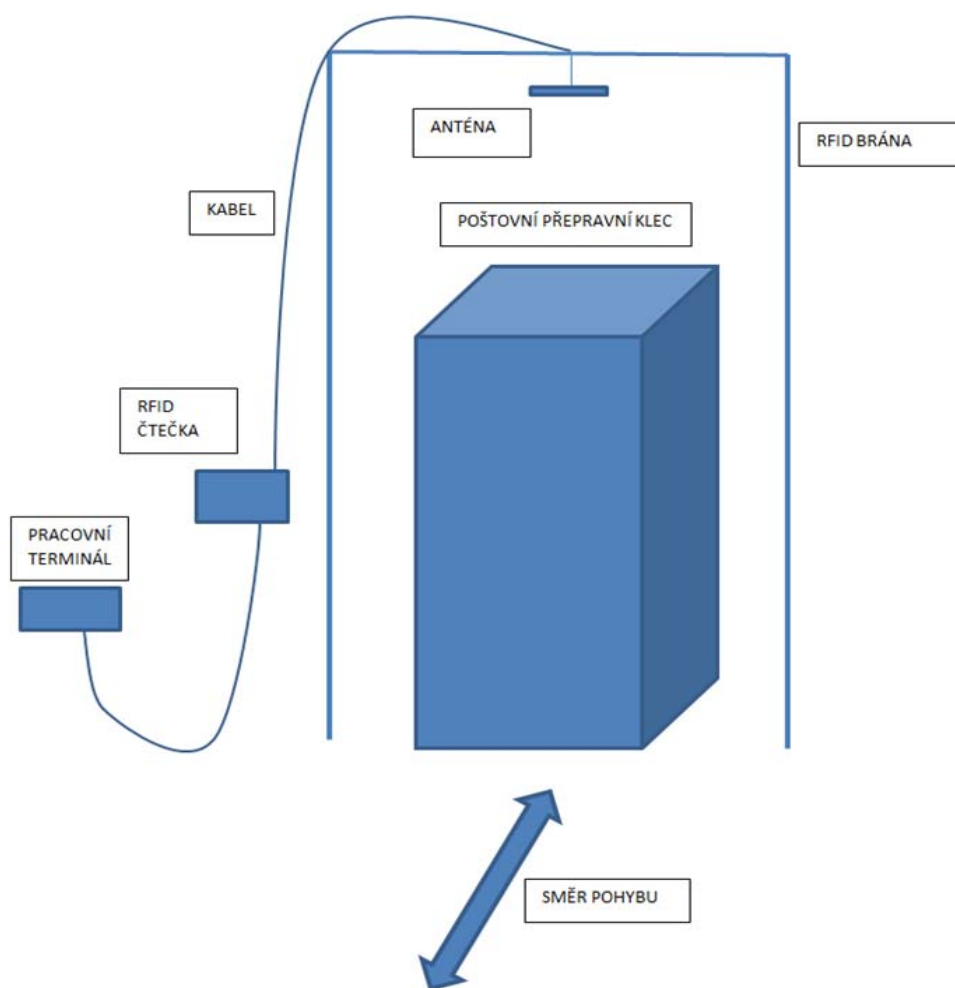 ANTÉNA
RFID BRÁNA
KABEL
POŠTOVNÍ PŘEPRAVNÍ KLEC
RFID
ČTEČKA
PRACOVNÍ
TERMINÁL
SMĚR POHYBU